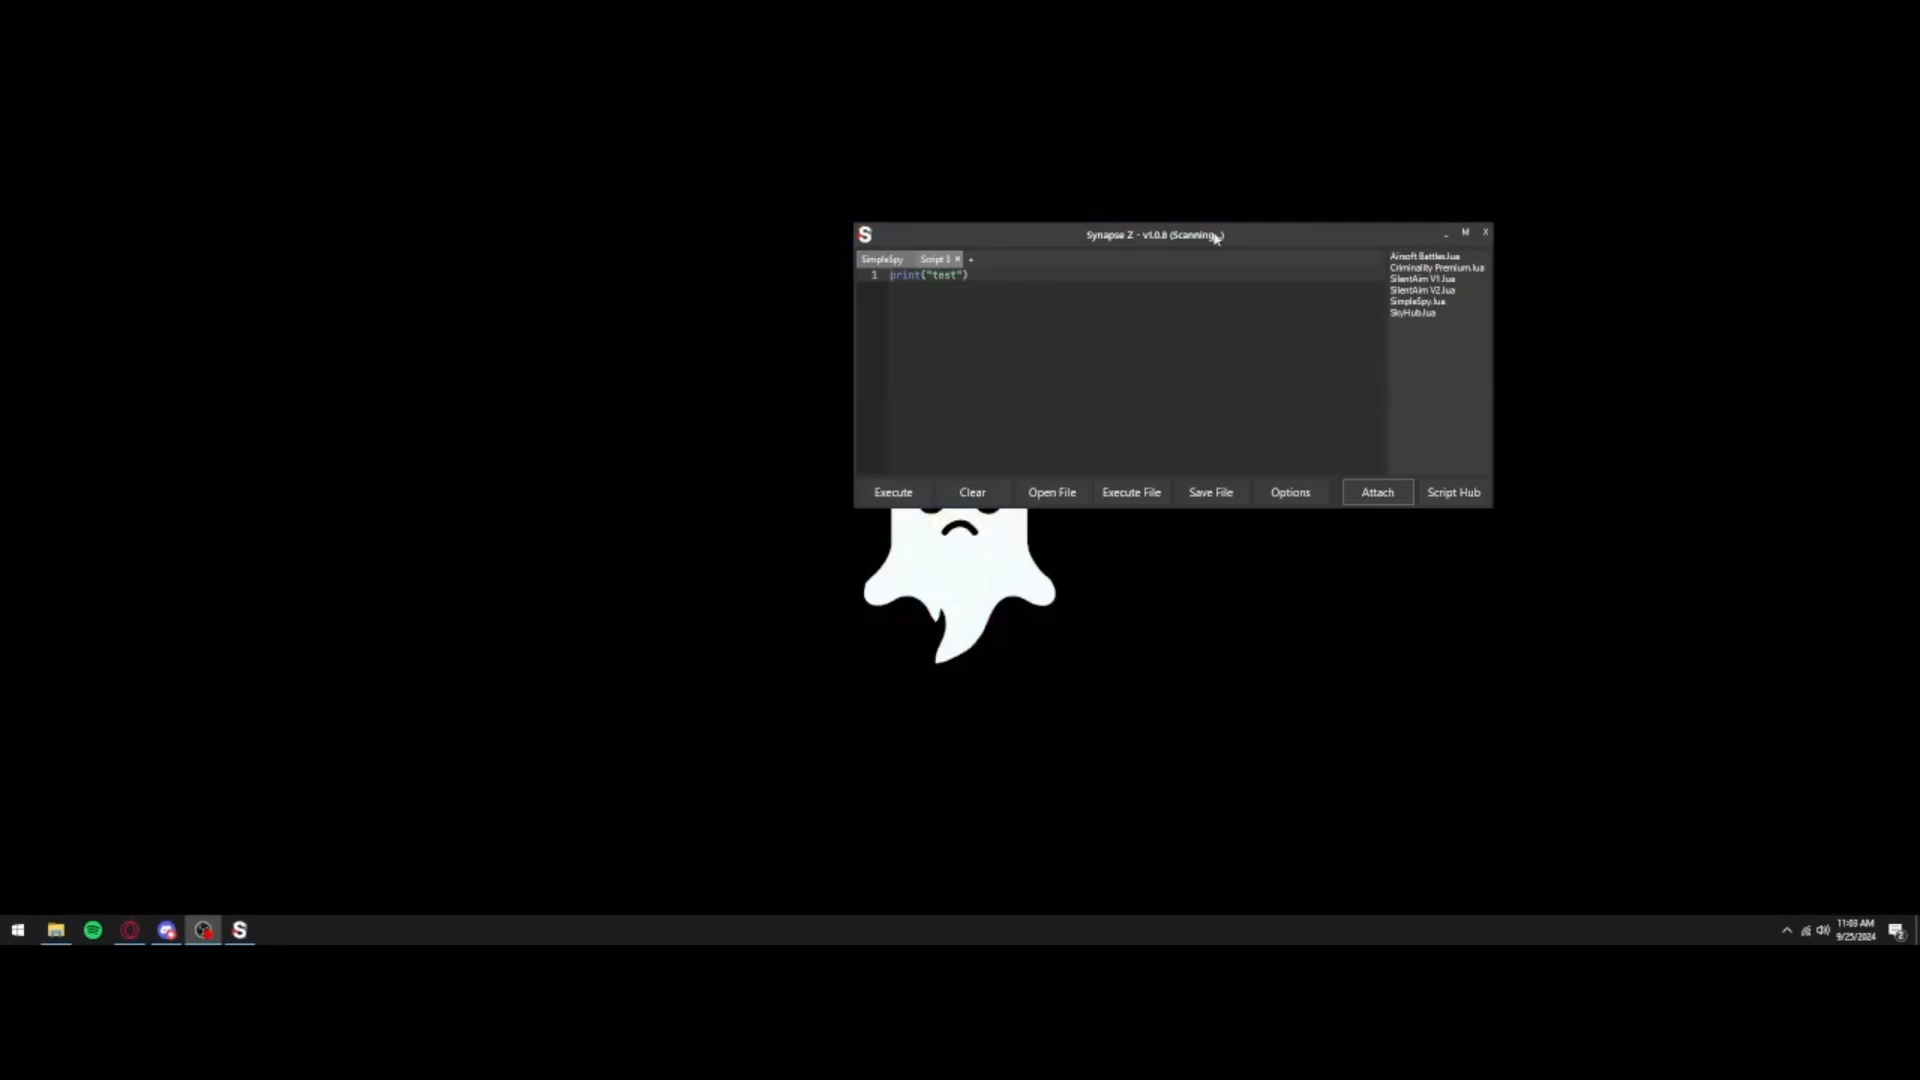 S
Synapse Z - v1.0.8 (Scanning...)
_ M X
SimpleSpy Script 3 × +
1 print("test")
Airsoft Battles.lua
Criminality Premium.lua
SilentAim V1.lua
SilentAim V2.lua
SimpleSpy.lua
SkyHub.lua
Execute Clear Open File Execute File Save File Options Attach Script Hub
S
11:03 AM
9/25/2024
2